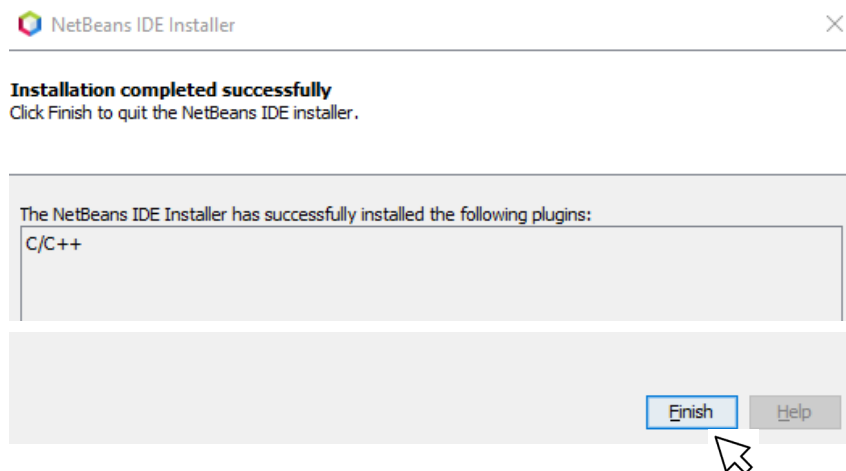 NetBeans IDE Installer
Installation completed successfully
Click Finish to quit the NetBeans IDE installer.
The NetBeans IDE Installer has successfully installed the following plugins:
C/C++
Finish
Help